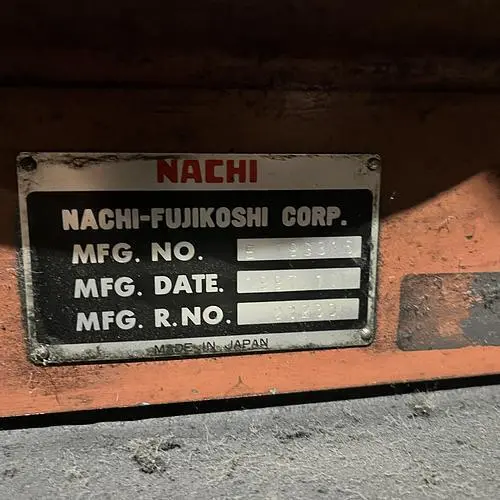 NACHI
NACHI-FUJIKOSHI CORP.
MFG. NO.
MFG. DATE.
MFG. R.NO.
MADE IN JAPAN